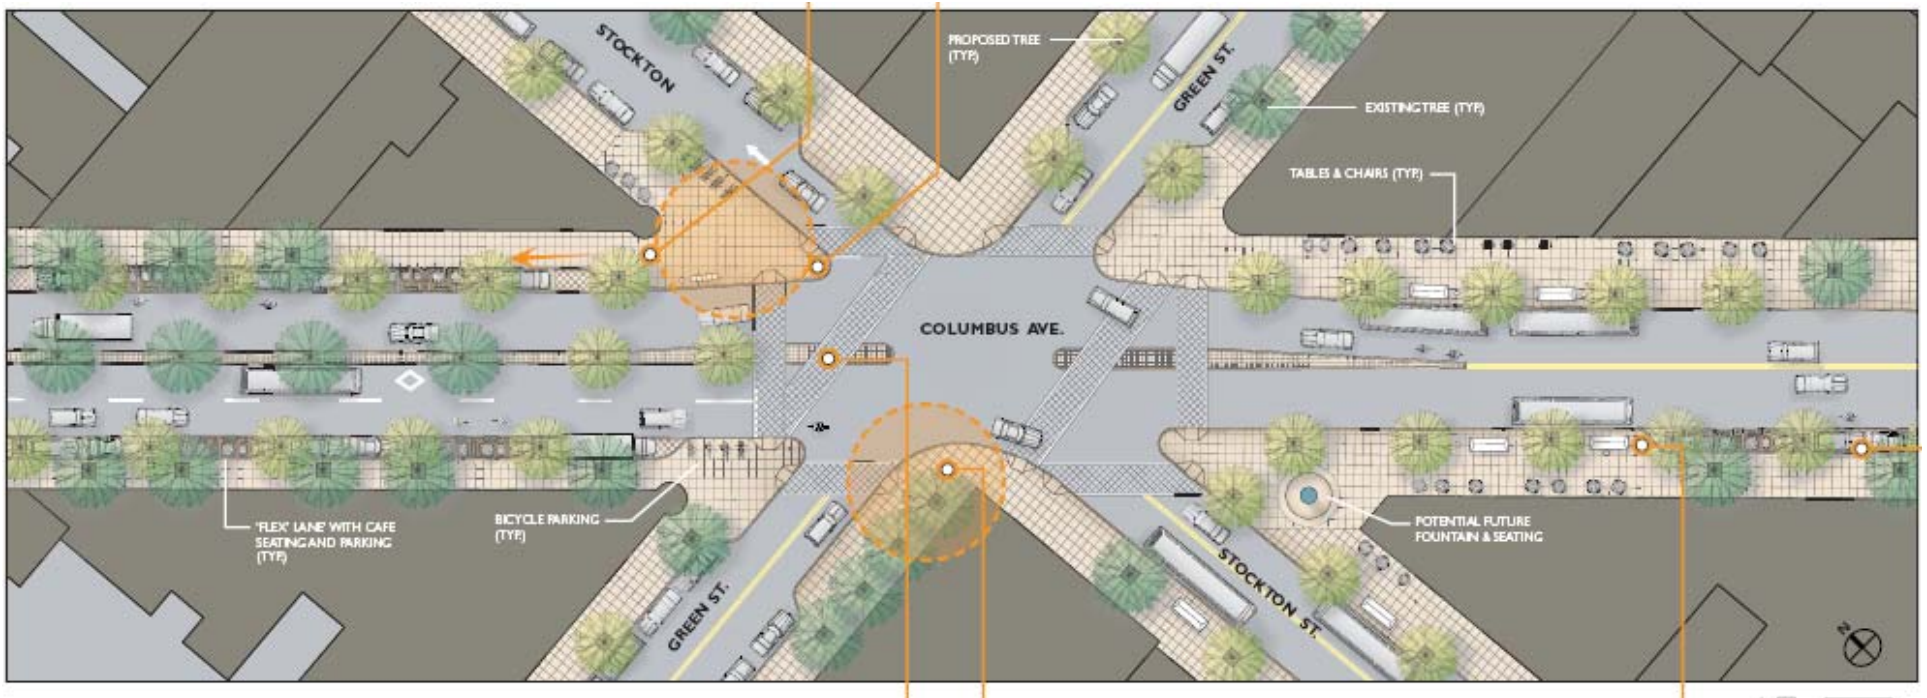 STOCKTON
PROPOSED TREE
(TYP.)
GREEN ST.
EXISTING TREE (TYP.)
TABLES & CHAIRS (TYP.)
COLUMBUS AVE.
'FLEX' LANE WITH CAFE
SEATING AND PARKING
(TYP.)
BICYCLE PARKING
(TYP.)
POTENTIAL FUTURE
FOUNTAIN & SEATING
GREEN ST.
STOCKTON ST.
N